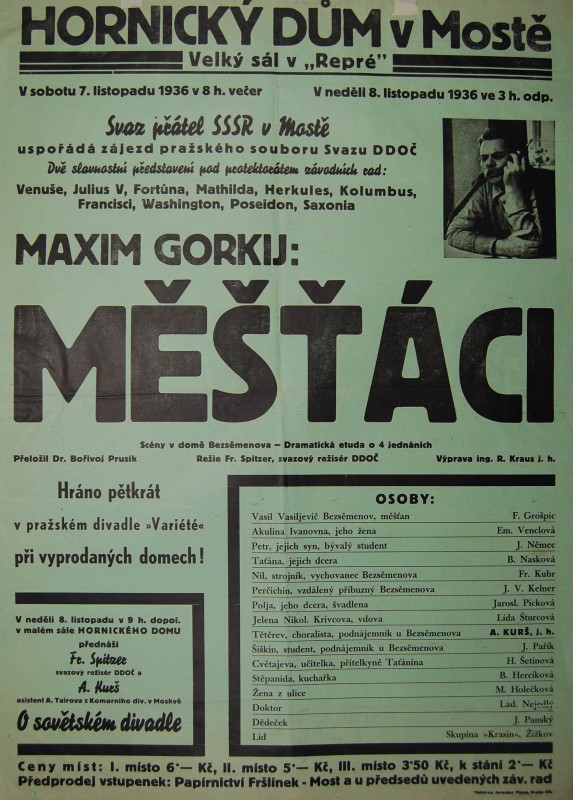 HORNICKÝ DŮM v Mostě
Velký sál v „Repré"
V sobotu 7. listopadu 1936 v 8 h. večer
V neděli 8. listopadu 1936 ve 3 h. odp.
Svaz přátel SSSR v Mostě
uspořádá zájezd pražského souboru Svazu DDOČ
Dvě slavnostní představení pod protektorátem závodních rad:
Venuše, Julius V, Fortûna, Mathilda, Herkules, Kolumbus,
Francisci, Washington, Poseidon, Saxonia
MAXIM GORKIJ:
MĚŠŤÁCI
Scény v domě Bezsěmenova – Dramatická etuda o 4 jednáních
Přeložil Dr. Bořivoj Prusík
Režie Fr. Spitzer, svazový režisér DDOČ
Výprava ing. R. Kraus j. h.
Hráno pětkrát
v pražském divadle »Variété«
při vyprodaných domech!
V neděli 8. listopadu v 9 h. dopol.
v malém sále HORNICKÉHO DOMU
přednáší
Fr. Spitzer
svazový režisér DDOČ a
A. Kurš
asistent A. Tairova z Komorního div. v Moskvě
O sovětském divadle
OSOBY:
Vasil Vasiljevič Bezsěmenov, měšťan F. Grošpic
Akulina Ivanovna, jeho žena Em. Venclová
Petr, jejich syn, bývalý student J. Němec
Taťána, jejich dcera B. Nasková
Nil, strojník, vychovanec Bezsěmenova Fr. Kubr
Perčichin, vzdálený příbuzný Bezsěmenova J. V. Kelner
Polja, jeho dcera, švadlena Jarosl. Picková
Jelena Nikol. Krivcova, vdova Lída Šturcová
Tětěrev, choralista, podnájemník u Bezsěmenova A. KURŠ, j. h.
Šiškin, student, podnájemník u Bezsěmenova J. Pařík
Cvětajeva, učitelka, přítelkyně Taťánina H. Šetinová
Stěpanida, kuchařka B. Hercíková
Žena z ulice M. Holečková
Doktor Lad. Nejedlý
Dědeček J. Panský
Lid Skupina »Krasin«, Žižkov
Ceny míst: I. místo 6·— Kč, II. místo 5·— Kč, III. místo 3·50 Kč, k stání 2·— Kč
Předprodej vstupenek: Papírnictví Fršlínek - Most a u předsedů uvedených záv. rad